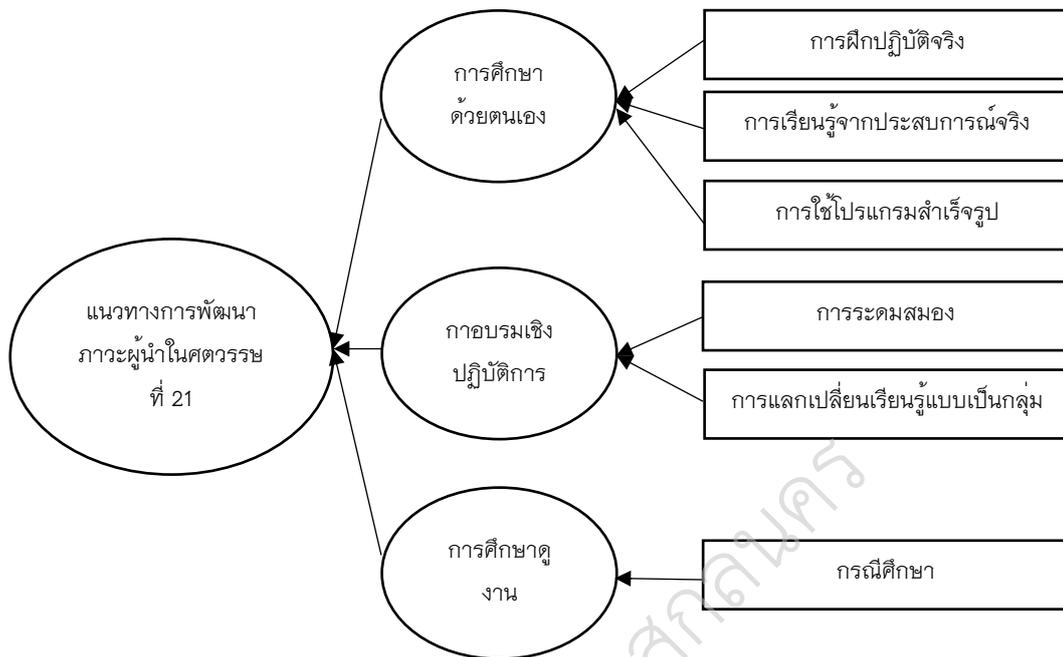 การศึกษา
ด้วยตนเอง
การฝึกปฏิบัติจริง
การเรียนรู้จากประสบการณ์จริง
การใช้โปรแกรมสำเร็จรูป
แนวทางการพัฒนา
ภาวะผู้นำในศตวรรษ
ที่ 21
กาอบรมเชิง
ปฏิบัติการ
การระดมสมอง
การแลกเปลี่ยนเรียนรู้แบบเป็นกลุ่ม
การศึกษาดู
งาน
กรณีศึกษา
สกลนคร